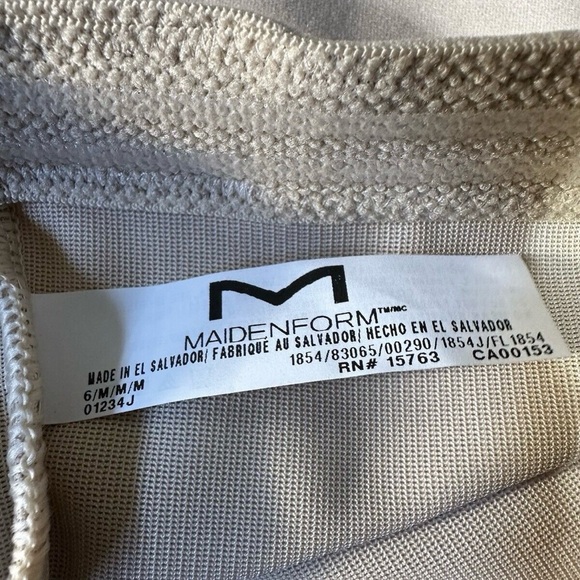 M
MAIDENFORM™/MC
MADE IN EL SALVADOR/ FABRIQUÉ AU SALVADOR/ HECHO EN EL SALVADOR
6/M/M/M 1854/83065/00290/1854J/FL1854
01234J RN# 15763 CA00153